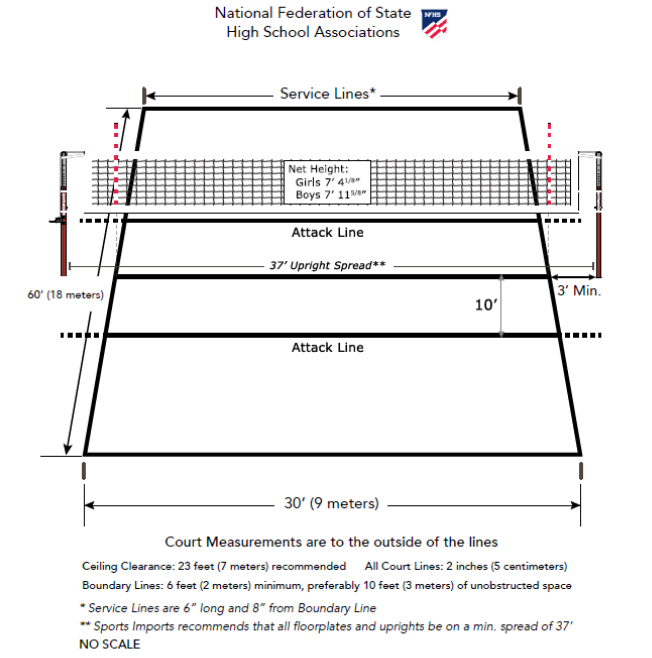 National Federation of State
High School Associations
NFHS
Service Lines*
Net Height:
Girls 7' 4 1/8"
Boys 7' 11 5/8"
Attack Line
37' Upright Spread**
60' (18 meters)
3' Min.
10'
Attack Line
30' (9 meters)
Court Measurements are to the outside of the lines
Ceiling Clearance: 23 feet (7 meters) recommended All Court Lines: 2 inches (5 centimeters)
Boundary Lines: 6 feet (2 meters) minimum, preferably 10 feet (3 meters) of unobstructed space
* Service Lines are 6" long and 8" from Boundary Line
** Sports Imports recommends that all floorplates and uprights be on a min. spread of 37'
NO SCALE